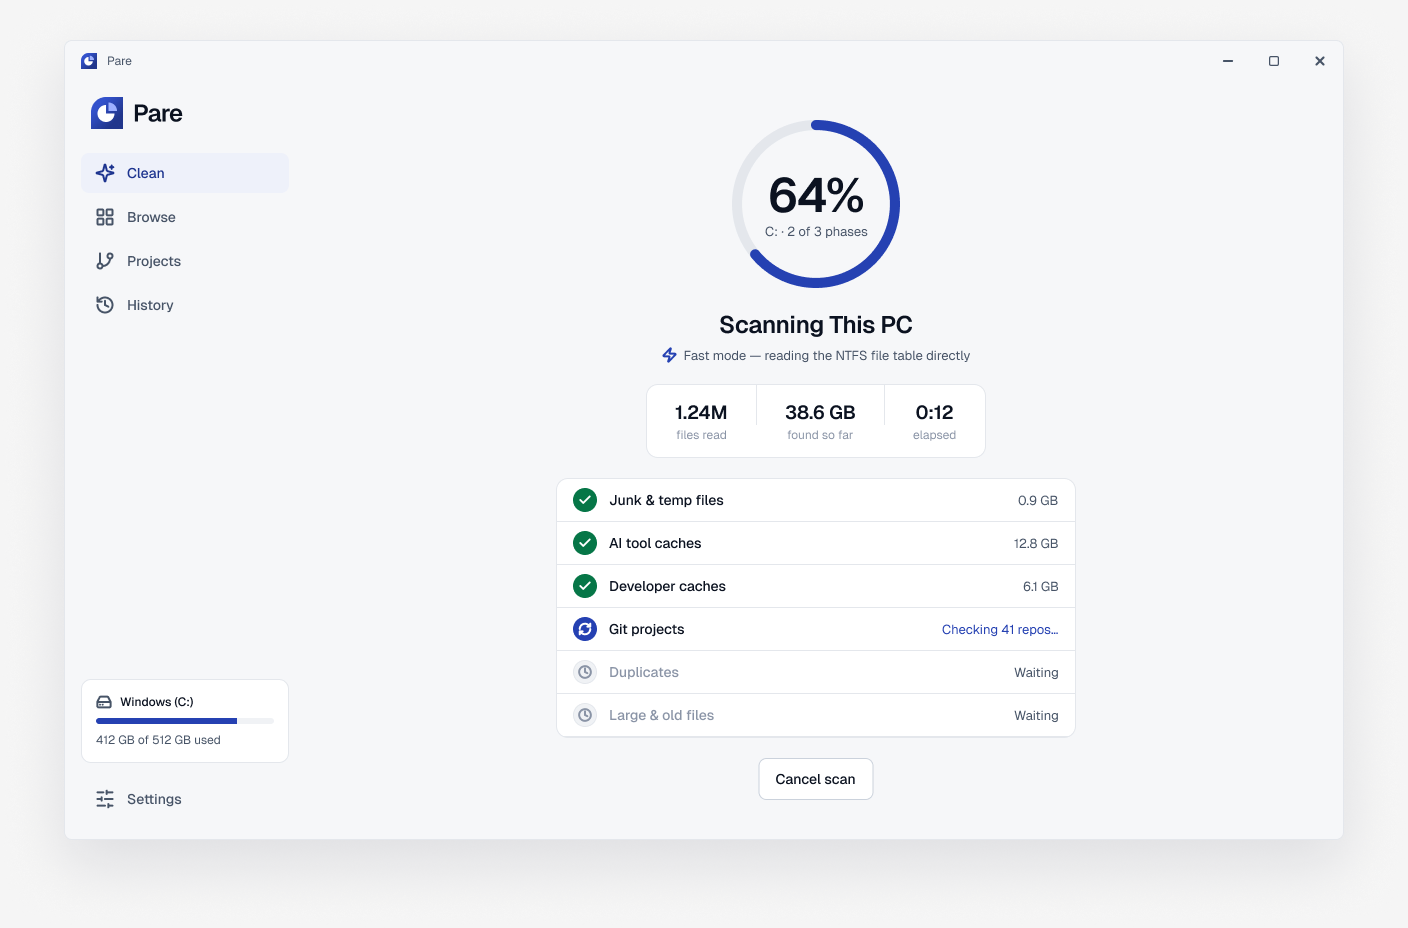 Pare
Pare
Clean
Browse
Projects
History
Windows (C:)
412 GB of 512 GB used
Settings
64%
C: · 2 of 3 phases
Scanning This PC
Fast mode — reading the NTFS file table directly
1.24M
files read
38.6 GB
found so far
0:12
elapsed
Junk & temp files 0.9 GB
AI tool caches 12.8 GB
Developer caches 6.1 GB
Git projects Checking 41 repos…
Duplicates Waiting
Large & old files Waiting
Cancel scan